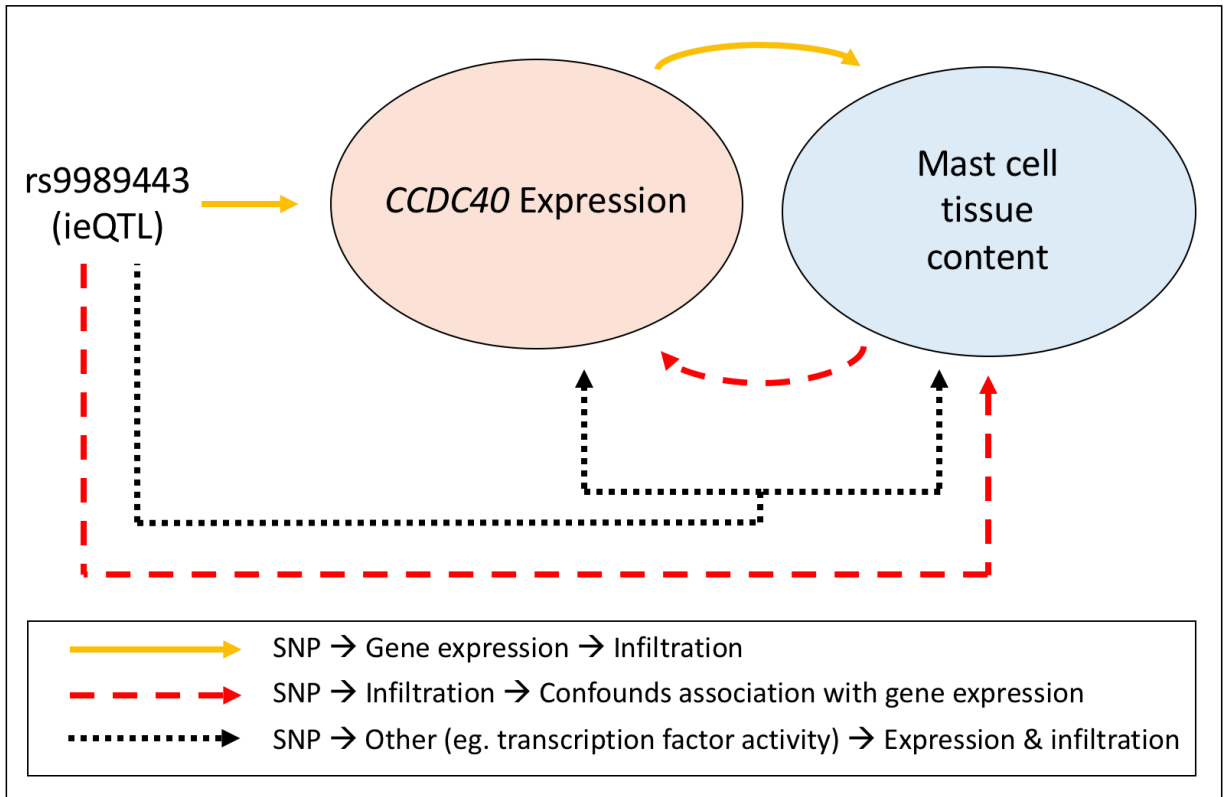 rs9989443
(ieQTL)
CCDC40 Expression
Mast cell
tissue
content
SNP → Gene expression → Infiltration
SNP → Infiltration → Confounds association with gene expression
SNP → Other (eg. transcription factor activity) → Expression & infiltration